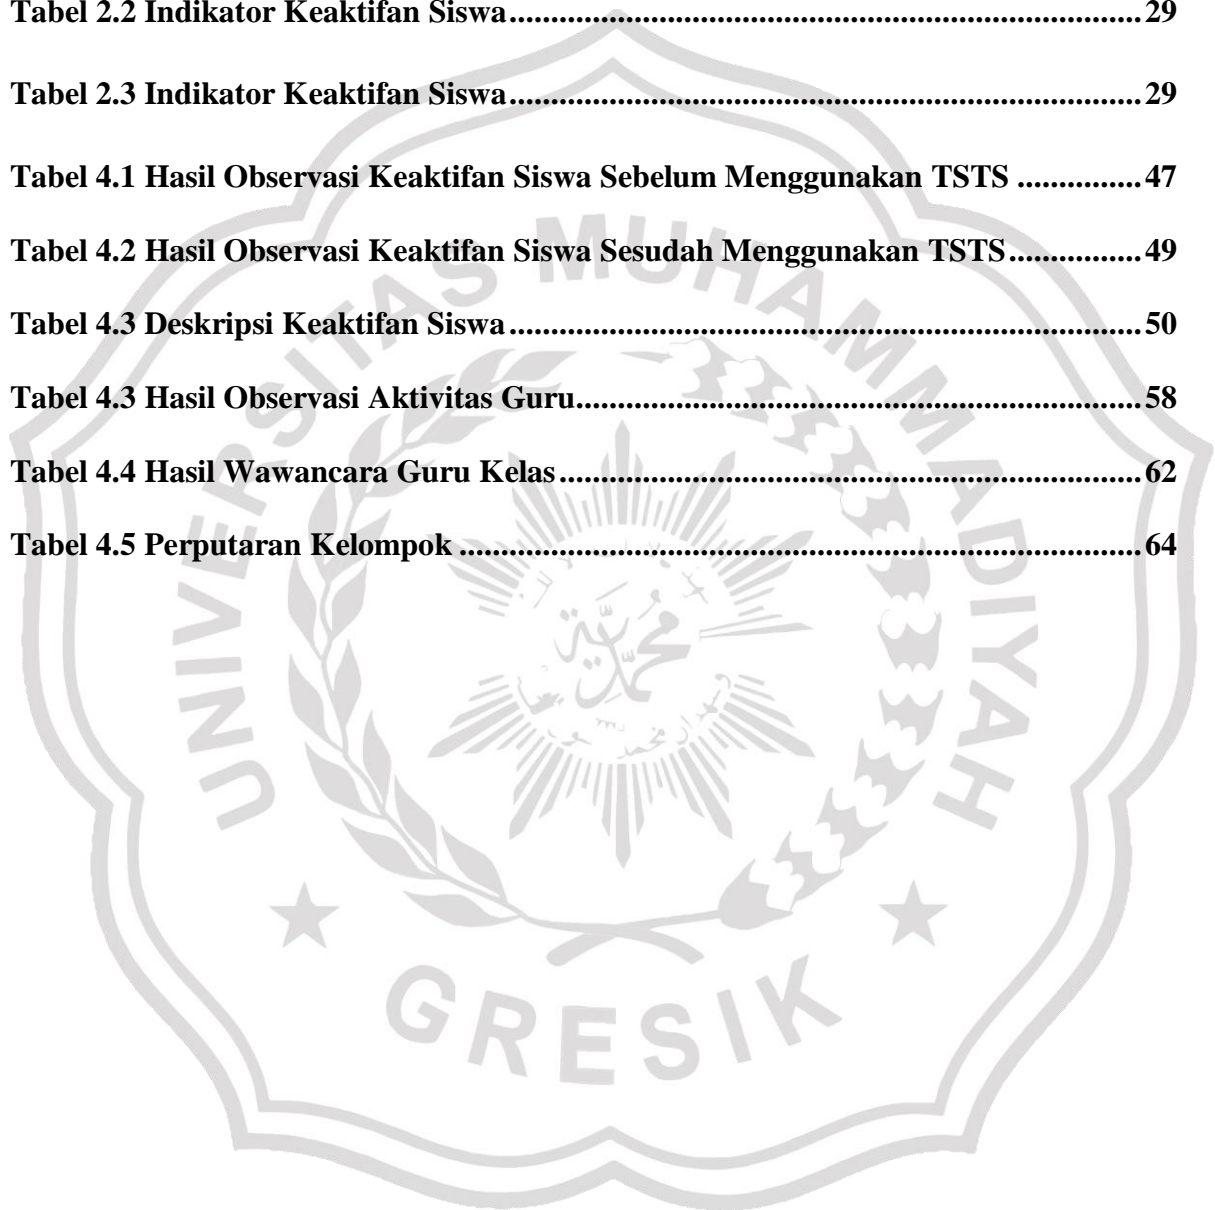 Tabel 2.2 Indikator Keaktifan Siswa............................................................................29
Tabel 2.3 Indikator Keaktifan Siswa............................................................................29
Tabel 4.1 Hasil Observasi Keaktifan Siswa Sebelum Menggunakan TSTS ...............47
Tabel 4.2 Hasil Observasi Keaktifan Siswa Sesudah Menggunakan TSTS................49
Tabel 4.3 Deskripsi Keaktifan Siswa............................................................................50
Tabel 4.3 Hasil Observasi Aktivitas Guru....................................................................58
Tabel 4.4 Hasil Wawancara Guru Kelas......................................................................62
Tabel 4.5 Perputaran Kelompok..................................................................................64
UNIVERSITAS MUHAMMADIYAH
محمد
GRESIK